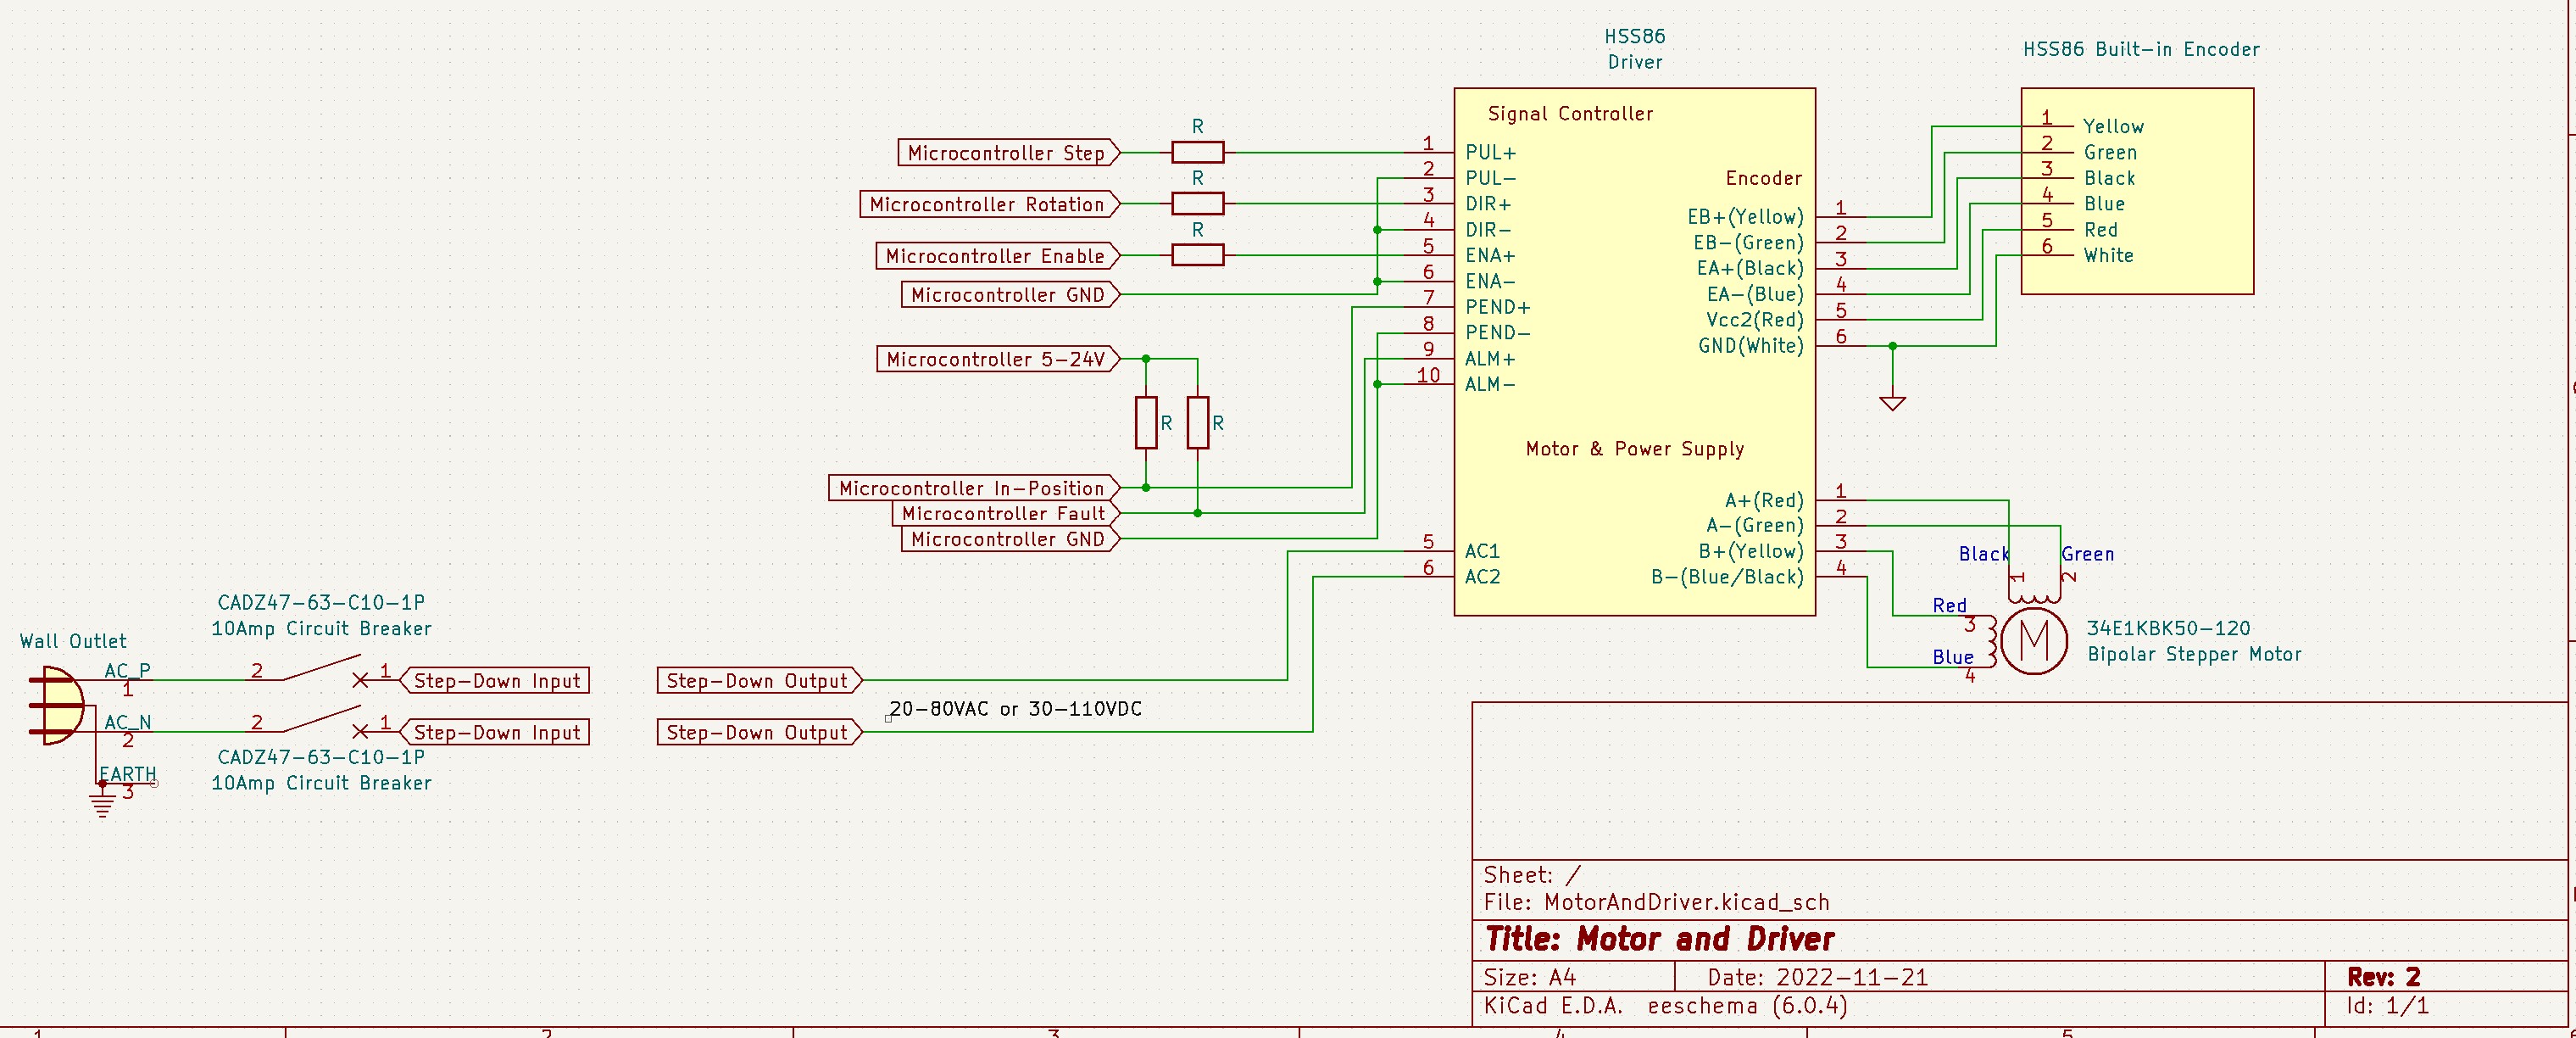 HSS86
Driver
HSS86 Built-in Encoder
Signal Controller
Encoder
Motor & Power Supply
R
Microcontroller Step
1 PUL+
2 PUL-
R
Microcontroller Rotation
3 DIR+
4 DIR-
R
Microcontroller Enable
5 ENA+
6 ENA-
Microcontroller GND
7 PEND+
8 PEND-
Microcontroller 5-24V
9 ALM+
10 ALM-
R
R
Microcontroller In-Position
Microcontroller Fault
Microcontroller GND
5 AC1
6 AC2
EB+(Yellow) 1
EB-(Green) 2
EA+(Black) 3
EA-(Blue) 4
Vcc2(Red) 5
GND(White) 6
1 Yellow
2 Green
3 Black
4 Blue
5 Red
6 White
A+(Red) 1
A-(Green) 2
B+(Yellow) 3
B-(Blue/Black) 4
Black
Green
1
2
Red
3
Blue
4
M
34E1KBK50-120
Bipolar Stepper Motor
CADZ47-63-C10-1P
10Amp Circuit Breaker
Wall Outlet
AC_P
1
2
1
Step-Down Input
Step-Down Output
20-80VAC or 30-110VDC
AC_N
2
2
1
Step-Down Input
Step-Down Output
CADZ47-63-C10-1P
10Amp Circuit Breaker
EARTH
3
Sheet: /
File: MotorAndDriver.kicad_sch
Title: Motor and Driver
Size: A4
Date: 2022-11-21
Rev: 2
KiCad E.D.A. eeschema (6.0.4)
Id: 1/1
1
2
3
4
5